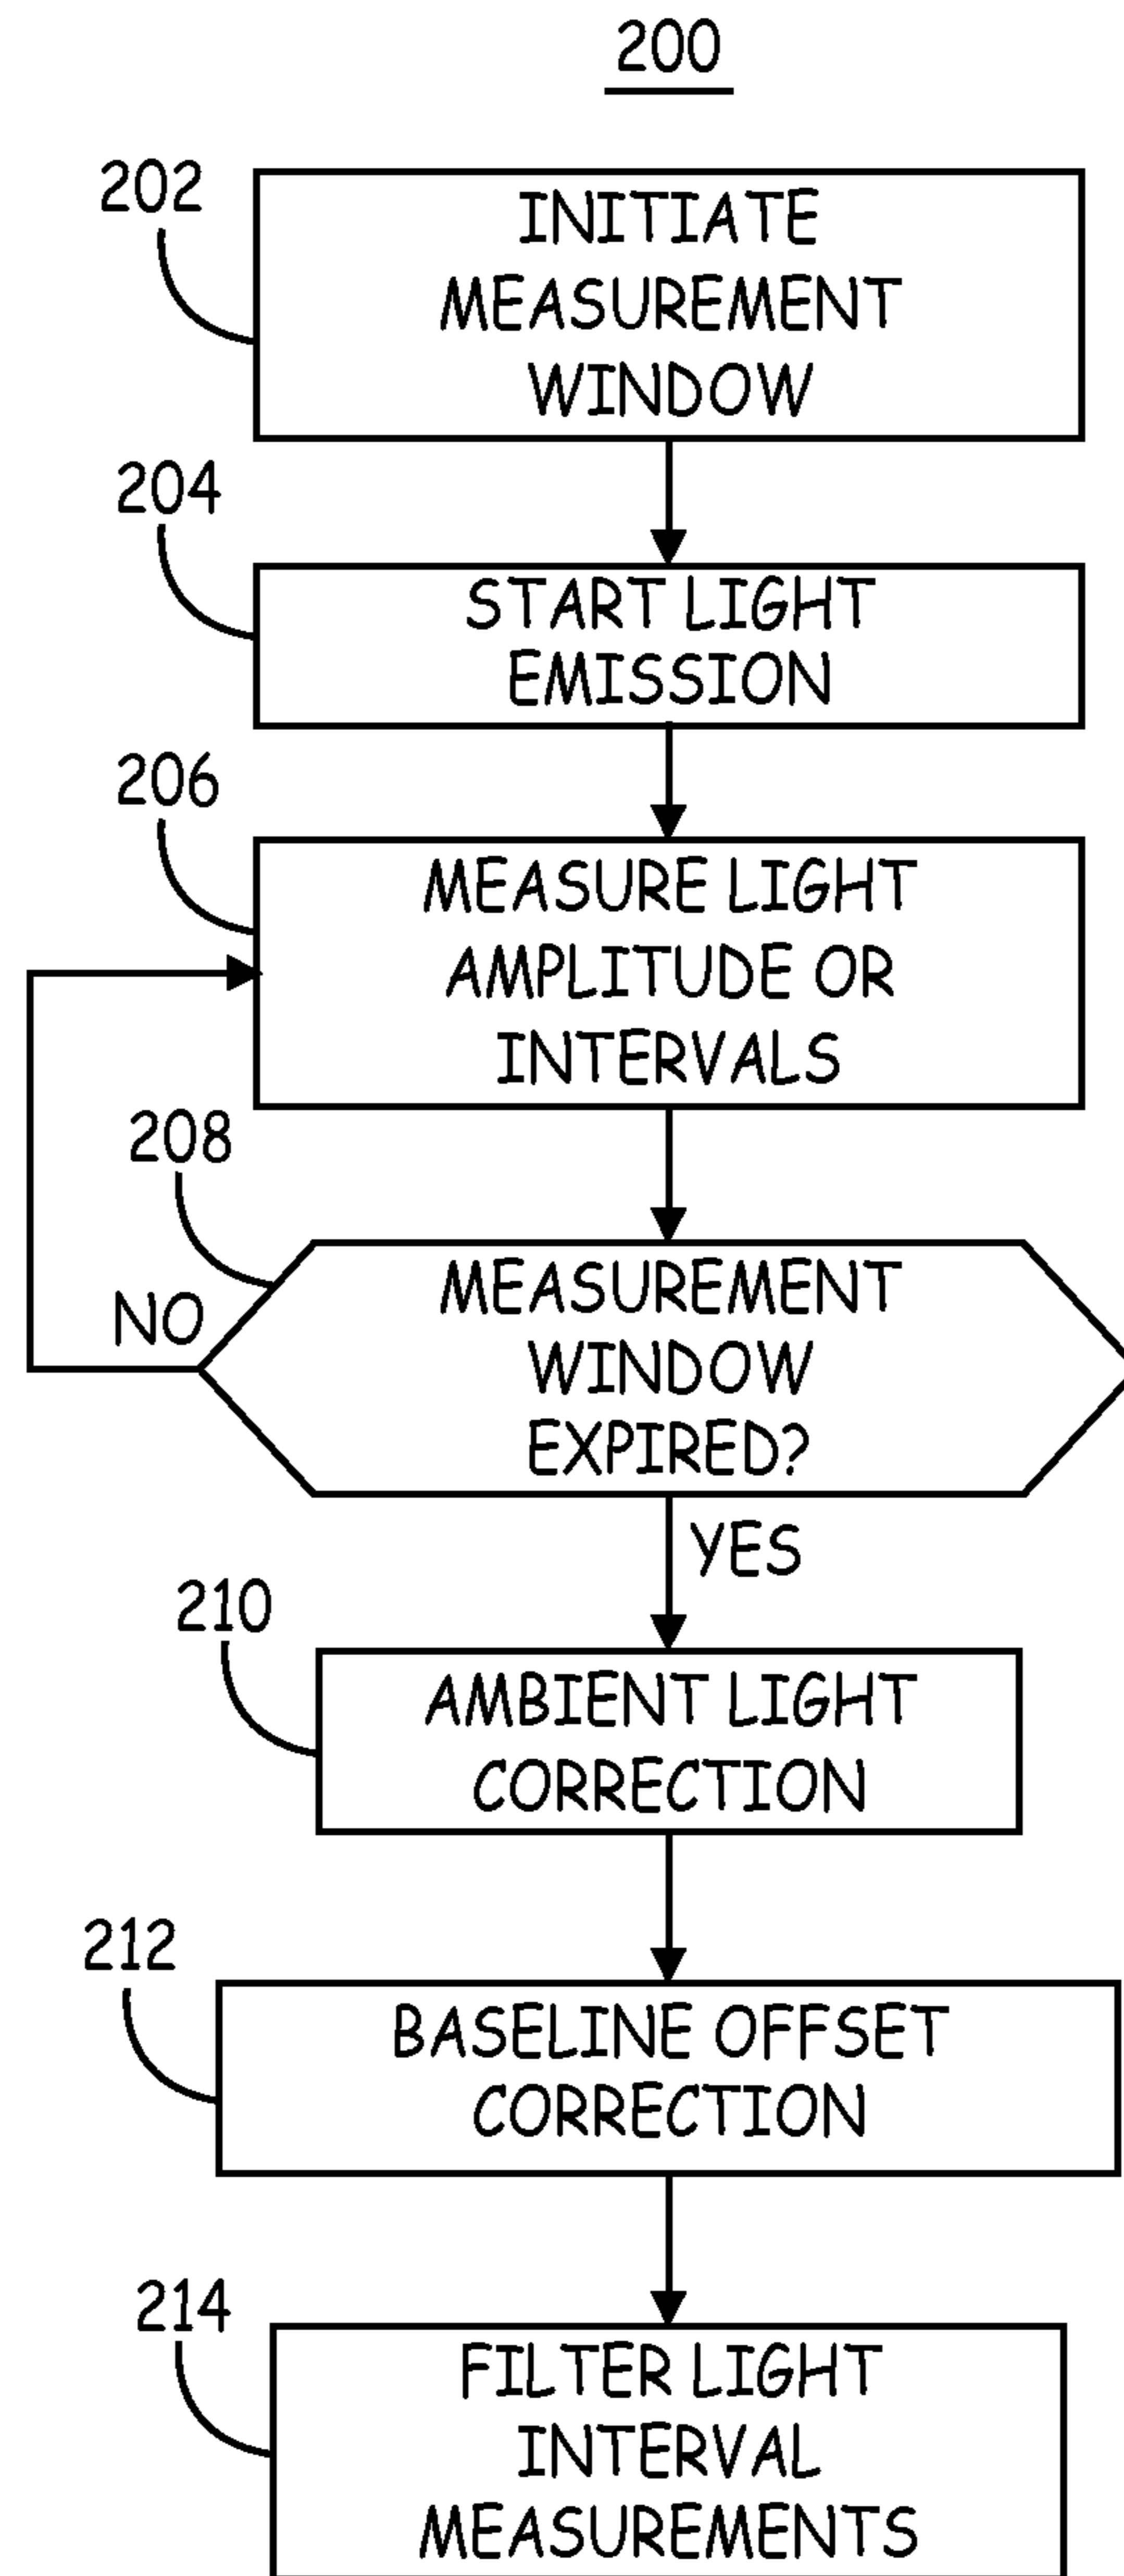 200
202
INITIATE
MEASUREMENT
WINDOW
204
START LIGHT
EMISSION
206
MEASURE LIGHT
AMPLITUDE OR
INTERVALS
208
NO
MEASUREMENT
WINDOW
EXPIRED?
YES
210
AMBIENT LIGHT
CORRECTION
212
BASELINE OFFSET
CORRECTION
214
FILTER LIGHT
INTERVAL
MEASUREMENTS